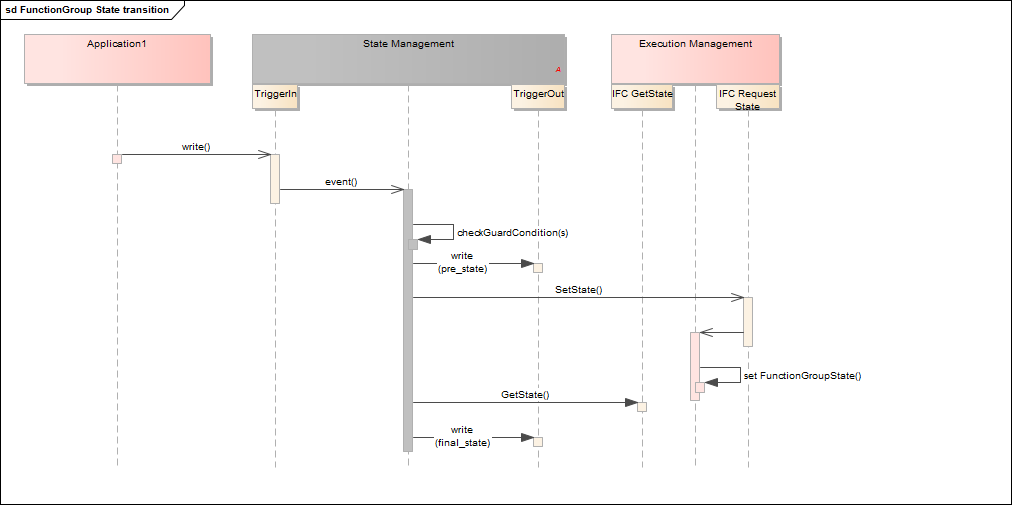 sd FunctionGroup State transition
Application1
State Management
Execution Management
A
TriggerIn
TriggerOut
IFC GetState
IFC Request
State
write()
event()
checkGuardCondition(s)
write
(pre_state)
SetState()
set FunctionGroupState()
GetState()
write
(final_state)